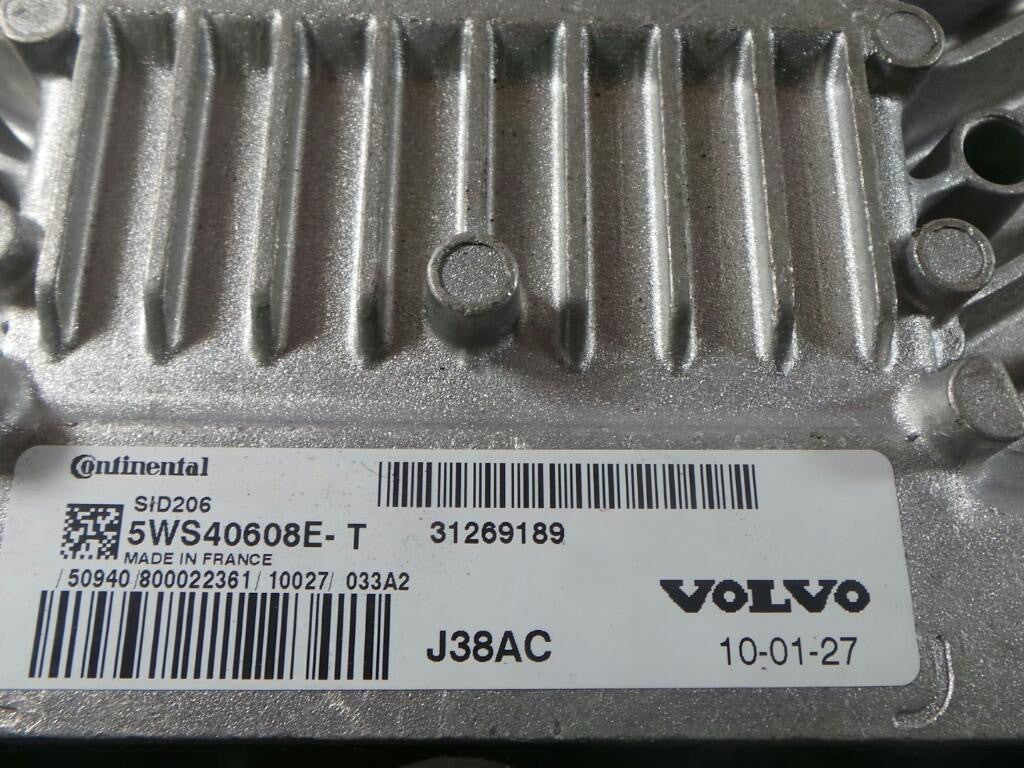 Continental
SID206
5WS40608E-T
31269189
MADE IN FRANCE
/50940/800022361/10027/033A2
VOLVO
J38AC
10-01-27